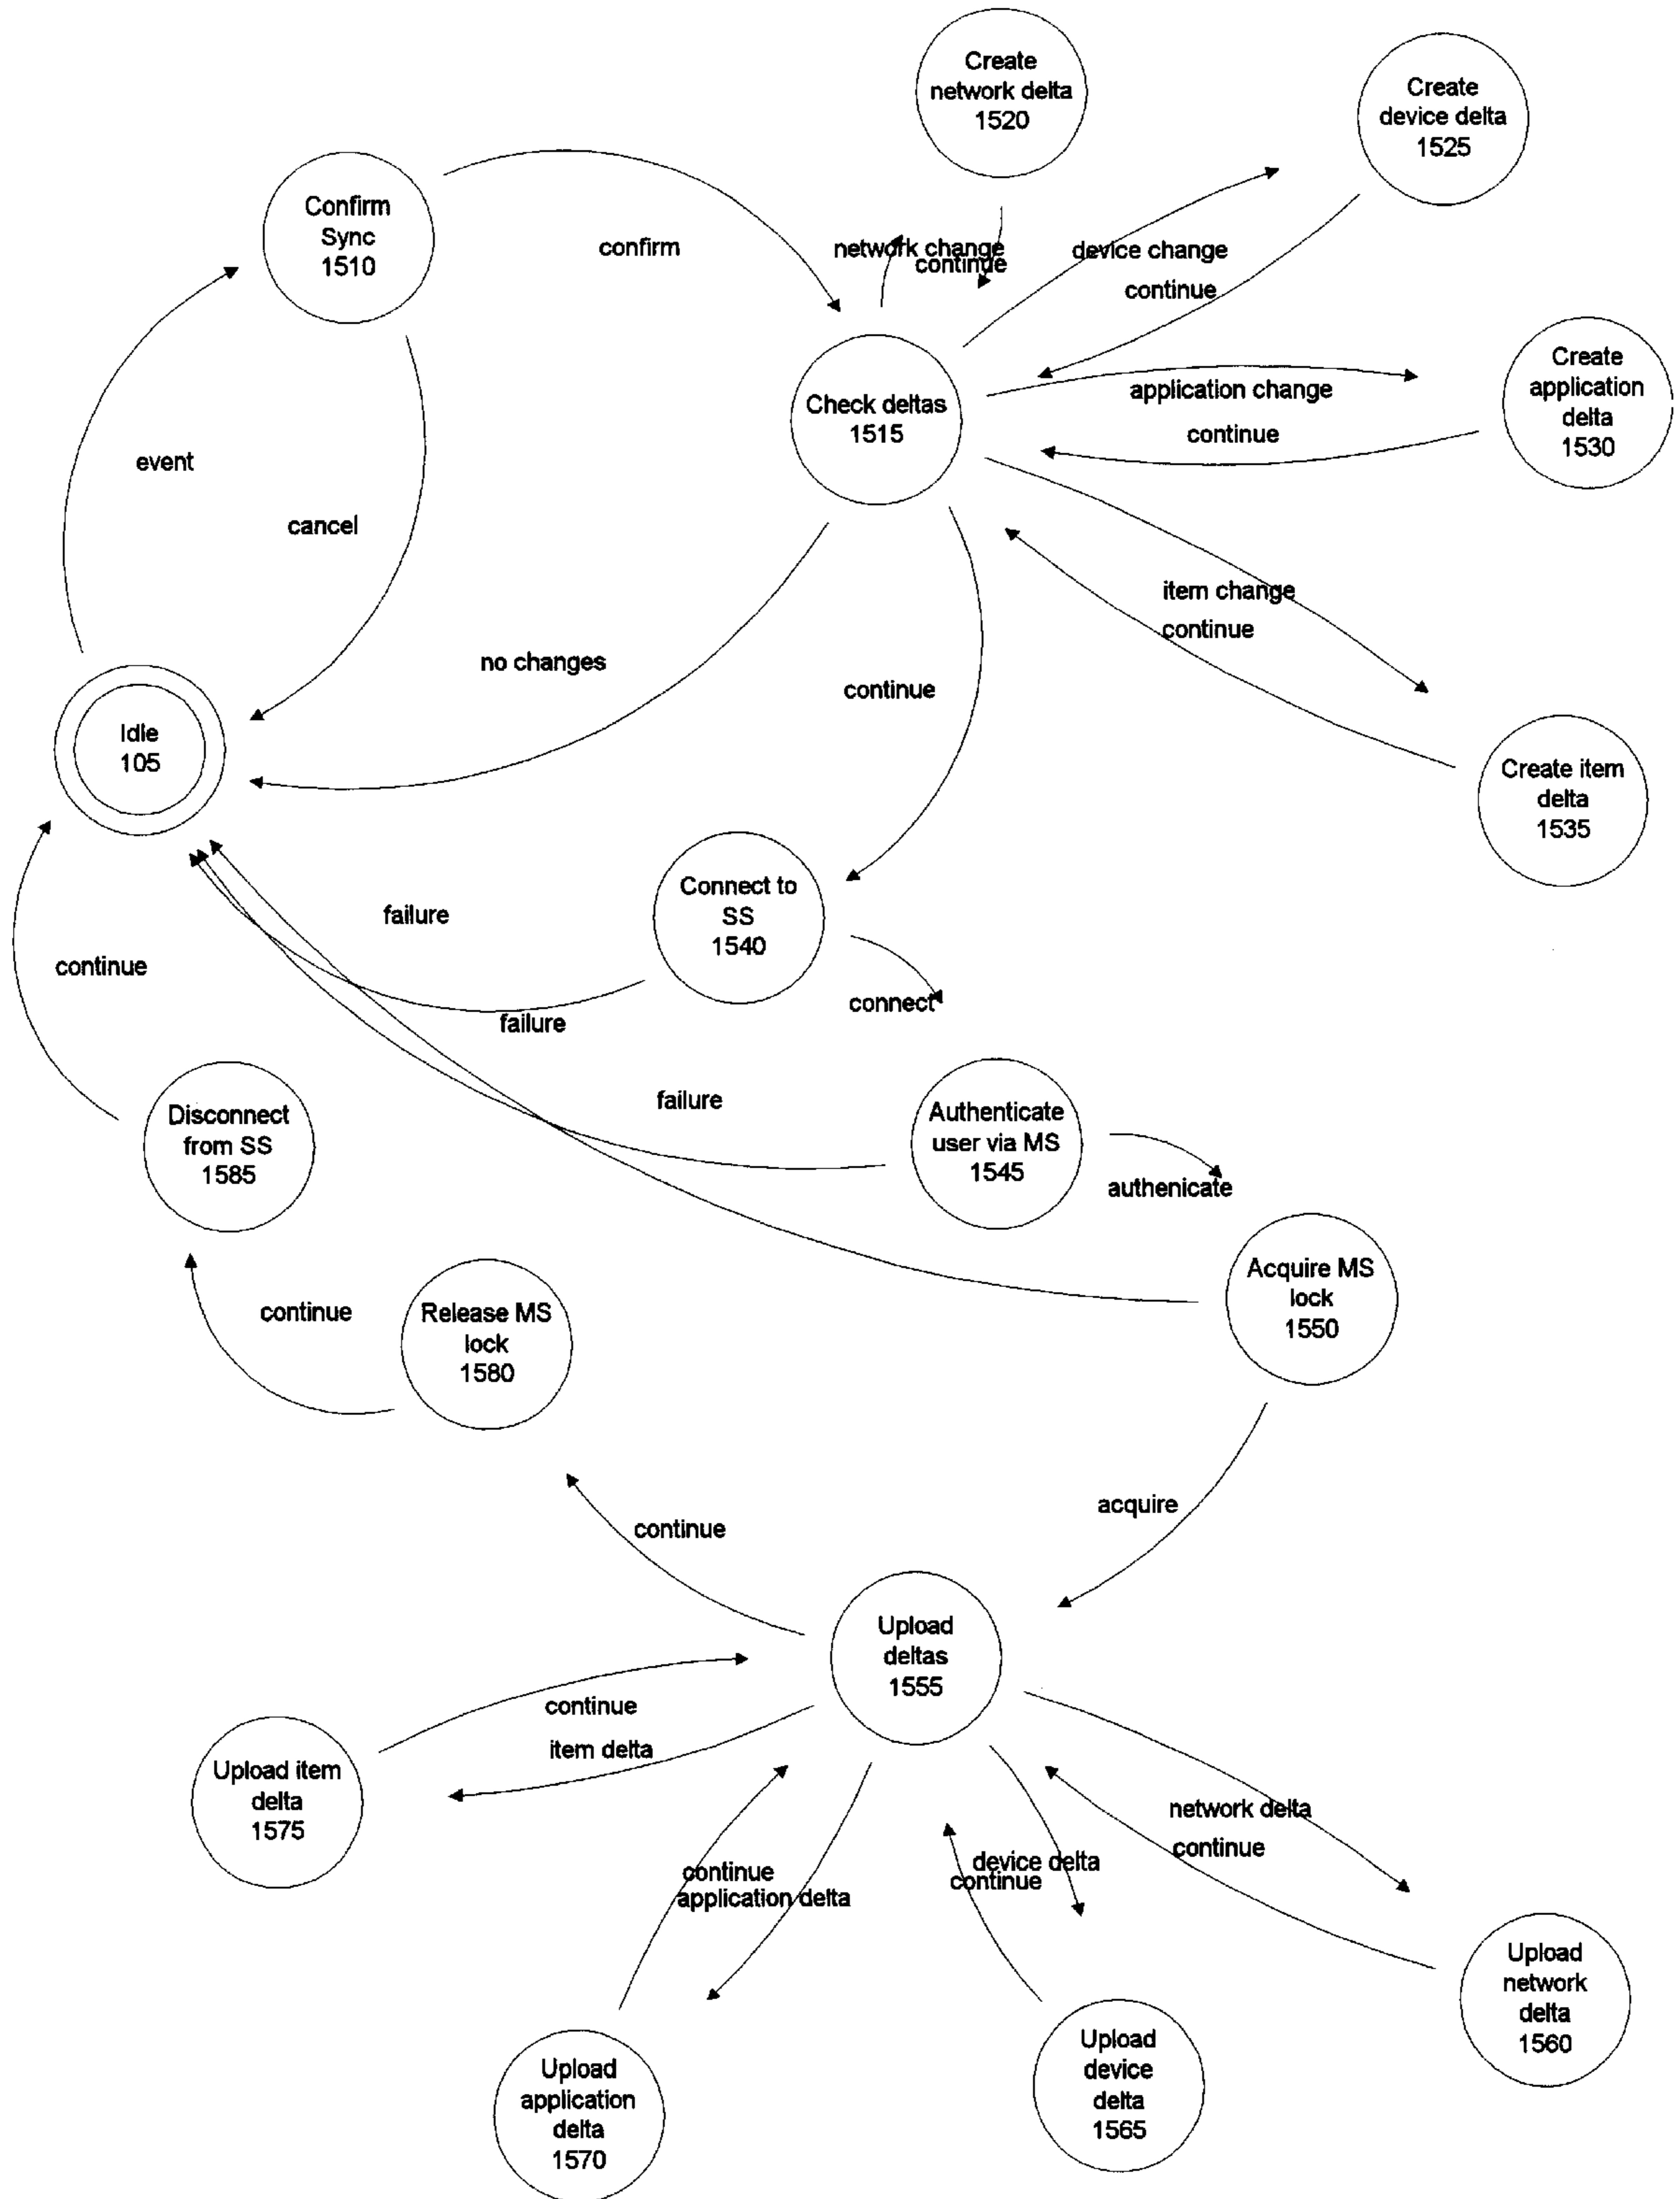 Create
network delta
1520
Create
device delta
1525
Confirm
Sync
1510
confirm
network change
continue
device change
continue
Create
application
delta
1530
Check deltas
1515
application change
continue
event
cancel
item change
continue
no changes
continue
Idle
105
Create item
delta
1535
Connect to
SS
1540
failure
continue
connect
failure
Disconnect
from SS
1585
failure
Authenticate
user via MS
1545
authenicate
Acquire MS
lock
1550
continue
Release MS
lock
1580
acquire
continue
Upload
deltas
1555
continue
item delta
Upload item
delta
1575
network delta
continue
device delta
continue
continue
application delta
Upload
network
delta
1560
Upload
device
delta
1565
Upload
application
delta
1570